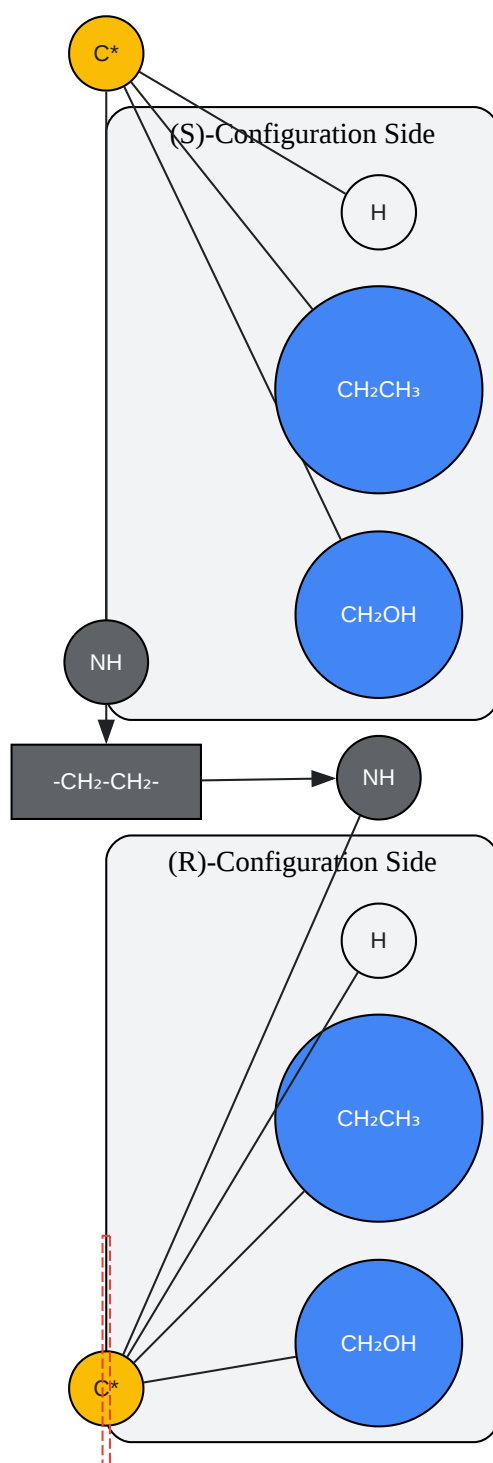 C*
(S)-Configuration Side
H
CH₂CH₃
CH₂OH
NH
-CH₂-CH₂-
NH
(R)-Configuration Side
H
CH₂CH₃
CH₂OH
C*